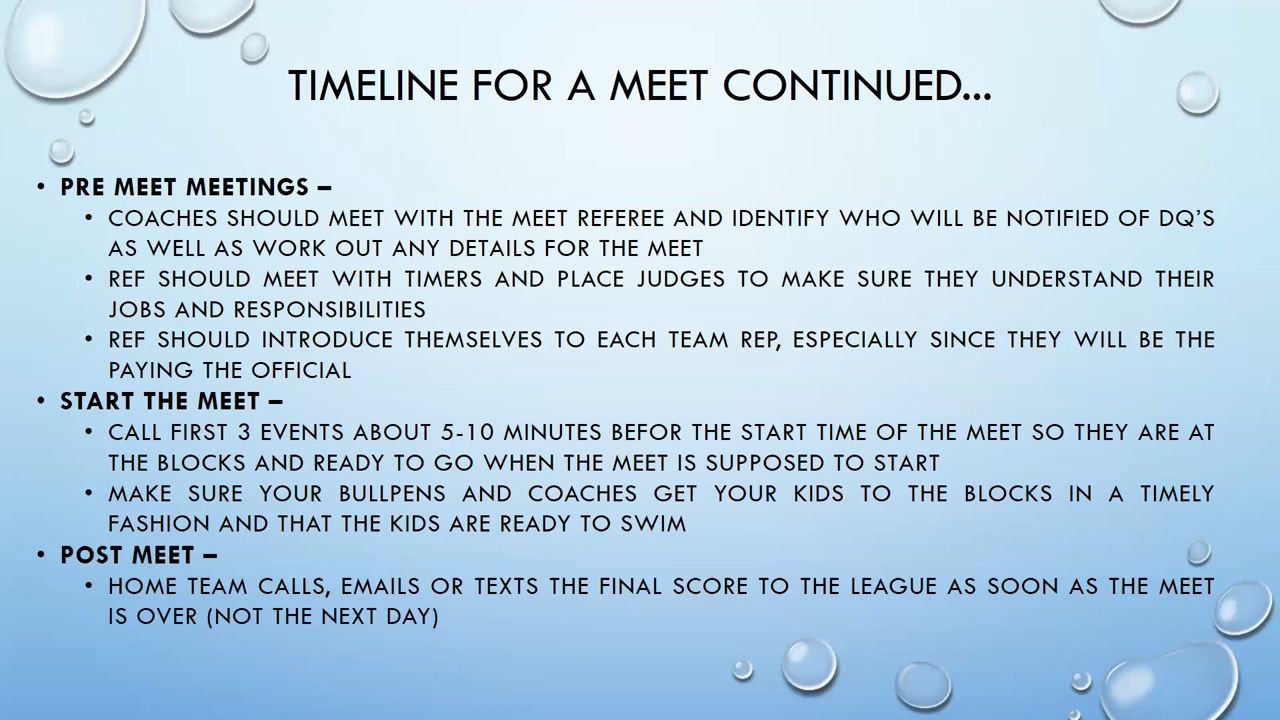 TIMELINE FOR A MEET CONTINUED...
• PRE MEET MEETINGS –
• COACHES SHOULD MEET WITH THE MEET REFEREE AND IDENTIFY WHO WILL BE NOTIFIED OF DQ'S
AS WELL AS WORK OUT ANY DETAILS FOR THE MEET
• REF SHOULD MEET WITH TIMERS AND PLACE JUDGES TO MAKE SURE THEY UNDERSTAND THEIR
JOBS AND RESPONSIBILITIES
• REF SHOULD INTRODUCE THEMSELVES TO EACH TEAM REP, ESPECIALLY SINCE THEY WILL BE THE
PAYING THE OFFICIAL
• START THE MEET –
• CALL FIRST 3 EVENTS ABOUT 5-10 MINUTES BEFOR THE START TIME OF THE MEET SO THEY ARE AT
THE BLOCKS AND READY TO GO WHEN THE MEET IS SUPPOSED TO START
• MAKE SURE YOUR BULLPENS AND COACHES GET YOUR KIDS TO THE BLOCKS IN A TIMELY
FASHION AND THAT THE KIDS ARE READY TO SWIM
• POST MEET –
• HOME TEAM CALLS, EMAILS OR TEXTS THE FINAL SCORE TO THE LEAGUE AS SOON AS THE MEET
IS OVER (NOT THE NEXT DAY)